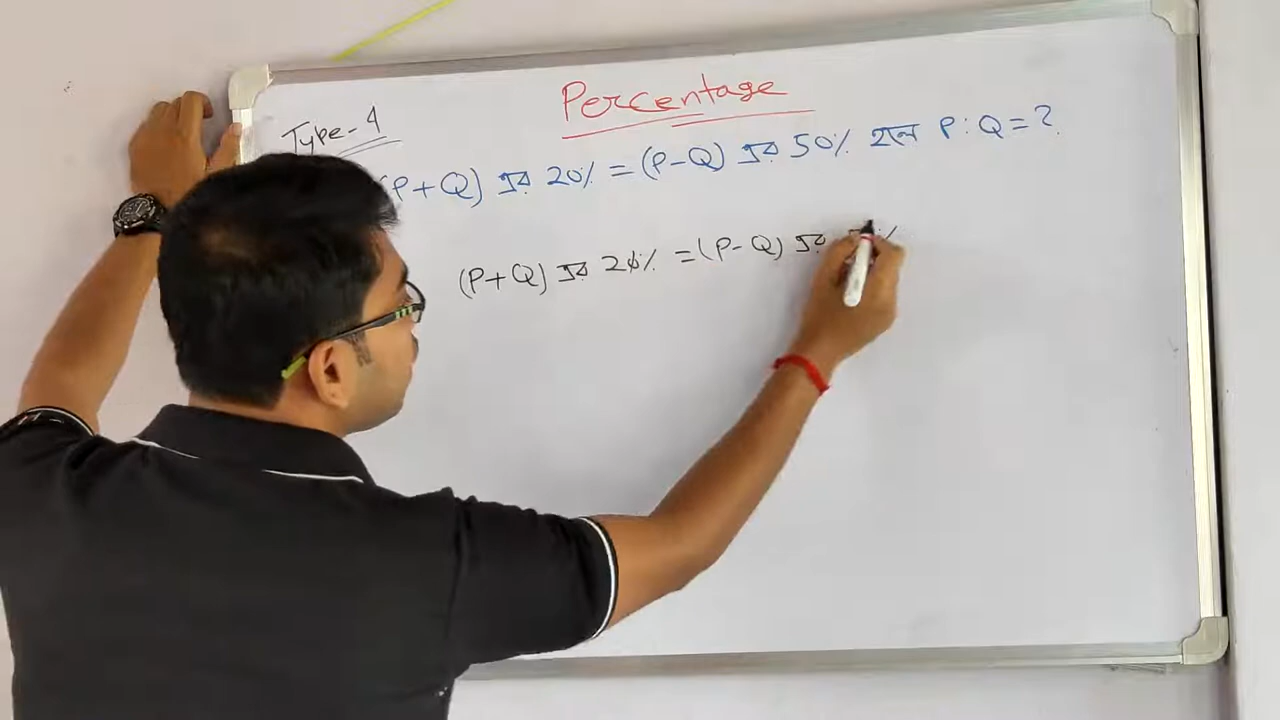 Percentage
Type-4
(P+Q) এর 20% = (P-Q) এর 50% হলে P:Q=?
(P+Q) এর 20% = (P-Q) এর